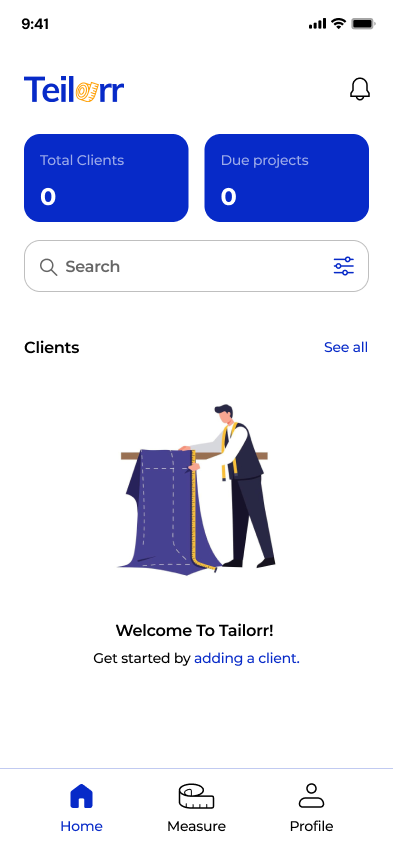 9:41
Teilorr
Total Clients
0
Due projects
0
Search
Clients
See all
Welcome To Tailorr!
Get started by adding a client.
Home
Measure
Profile